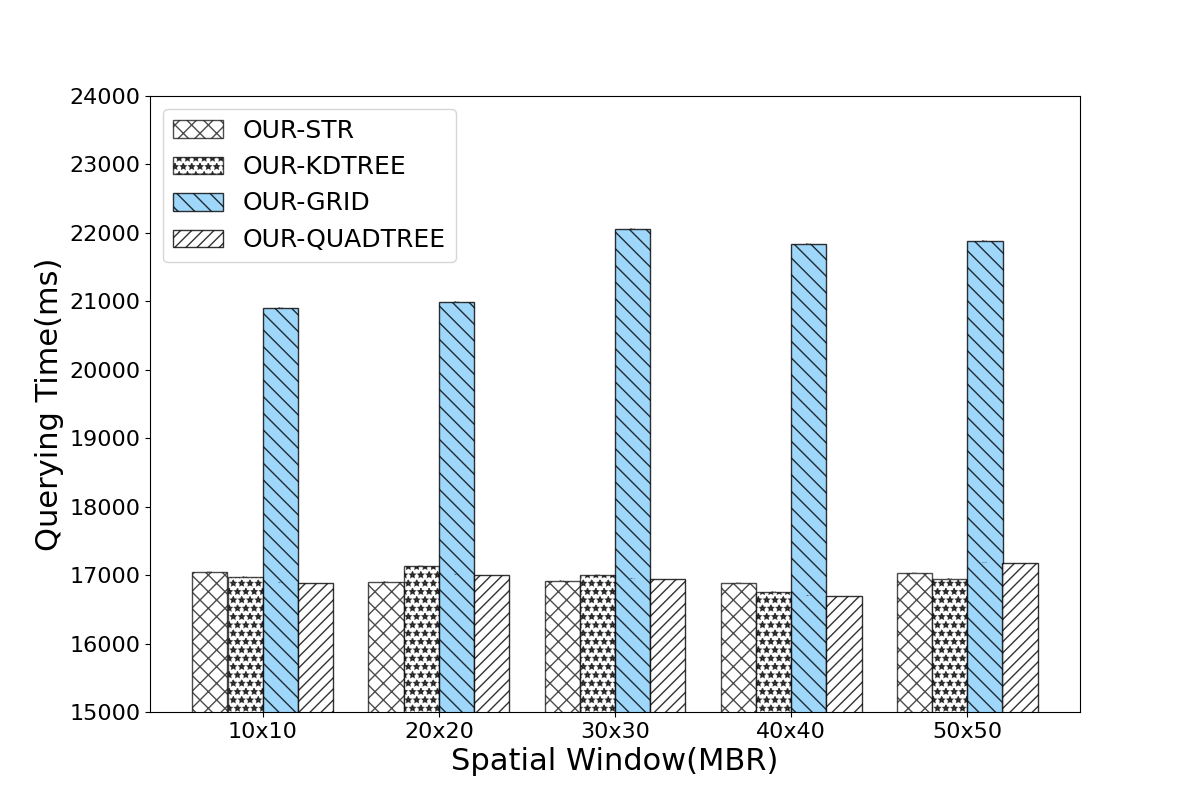 24000
23000
22000
21000
20000
19000
18000
17000
16000
15000
Querying Time(ms)
OUR-STR
OUR-KDTREE
OUR-GRID
OUR-QUADTREE
10x10 20x20 30x30 40x40 50x50
Spatial Window(MBR)